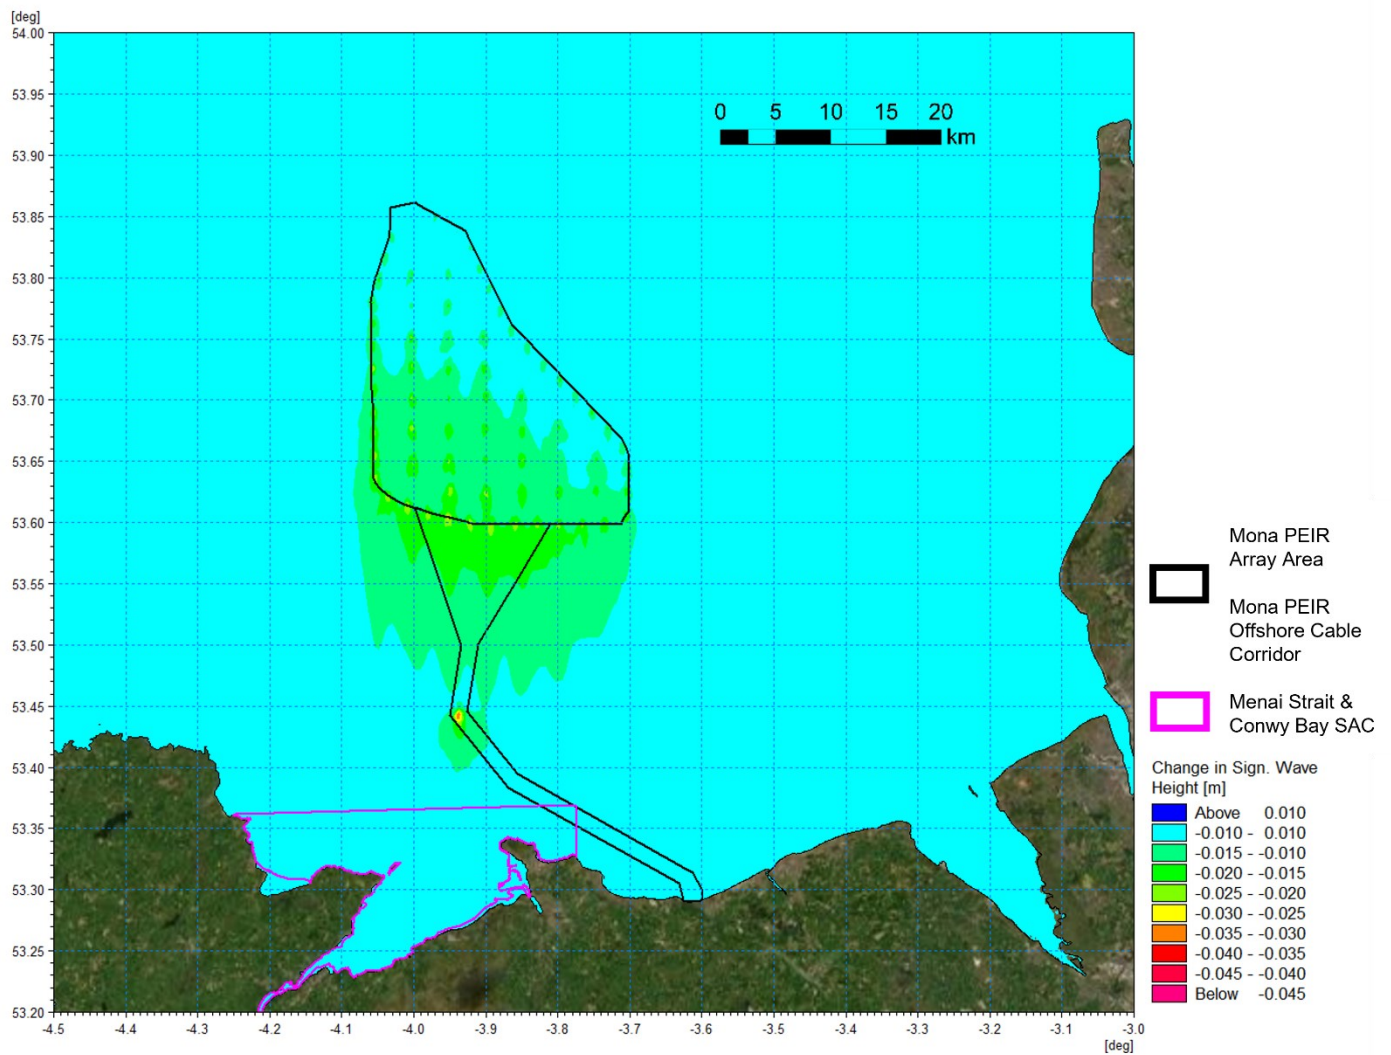 [deg]
54.00
53.95
53.90
53.85
53.80
53.75
53.70
53.65
53.60
53.55
53.50
53.45
53.40
53.35
53.30
53.25
53.20
-4.5 -4.4 -4.3 -4.2 -4.1 -4.0 -3.9 -3.8 -3.7 -3.6 -3.5 -3.4 -3.3 -3.2 -3.1 -3.0
[deg]
0 5 10 15 20
km
Mona PEIR
Array Area
Mona PEIR
Offshore Cable
Corridor
Menai Strait &
Conwy Bay SAC
Change in Sign. Wave
Height [m]
Above 0.010
-0.010 - 0.010
-0.015 - -0.010
-0.020 - -0.015
-0.025 - -0.020
-0.030 - -0.025
-0.035 - -0.030
-0.040 - -0.035
-0.045 - -0.040
Below -0.045